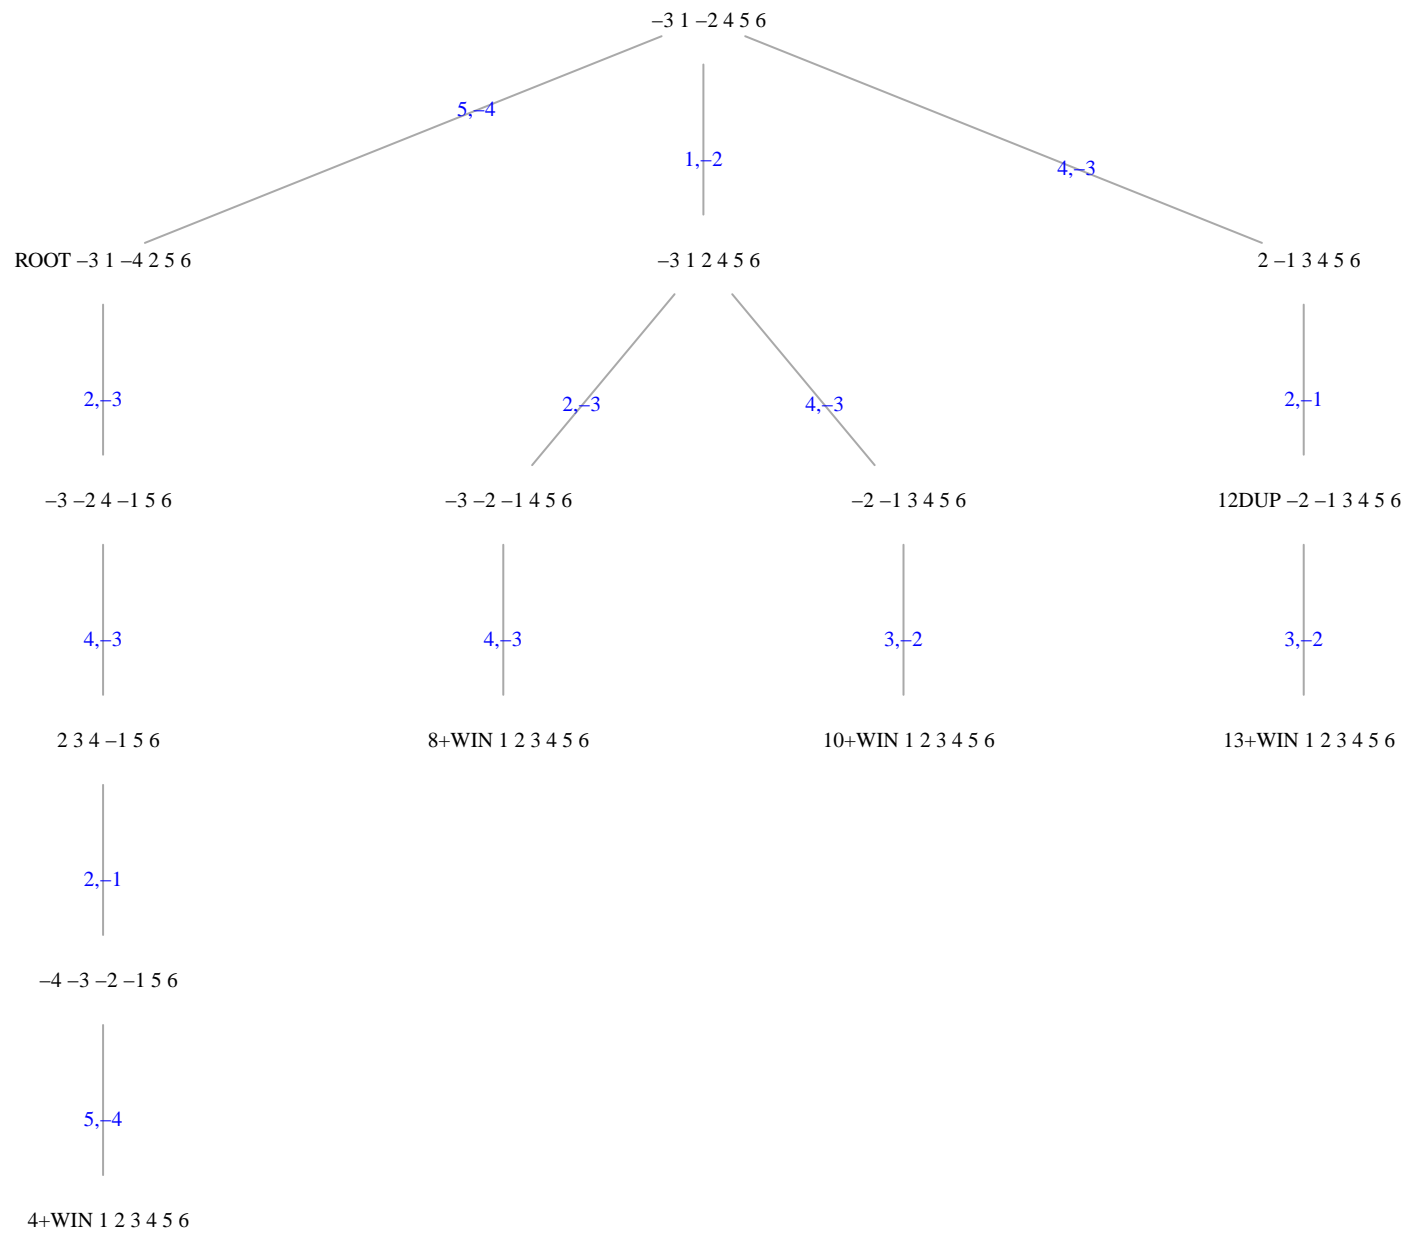 –3 1 –2 4 5 6
5,–4
1,–2
4,–3
ROOT –3 1 –4 2 5 6
–3 1 2 4 5 6
2 –1 3 4 5 6
2,–3
2,–3
4,–3
2,–1
–3 –2 4 –1 5 6
–3 –2 –1 4 5 6
–2 –1 3 4 5 6
12DUP –2 –1 3 4 5 6
4,–3
4,–3
3,–2
3,–2
2 3 4 –1 5 6
8+WIN 1 2 3 4 5 6
10+WIN 1 2 3 4 5 6
13+WIN 1 2 3 4 5 6
2,–1
–4 –3 –2 –1 5 6
5,–4
4+WIN 1 2 3 4 5 6